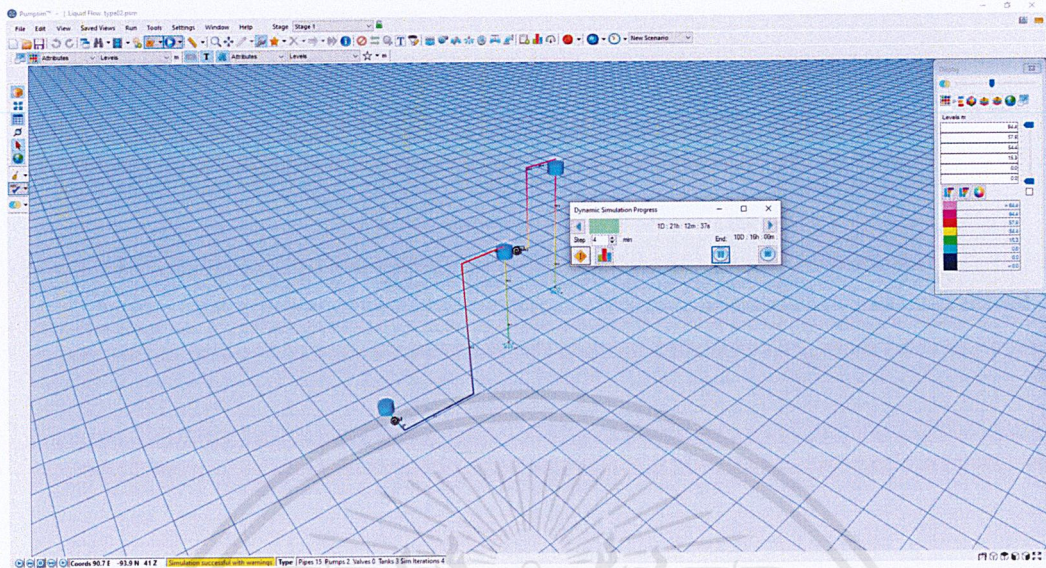 Pumpsim™ - [ Liquid Flow: type02.psm
File Edit View Saved Views Run Tools Settings Window Help Stage Stage 1
New Scenario
Attributes Levels T Attributes Levels
Levels m
Dynamic Simulation Progress
1D : 21h : 12m : 37s
Step 4 min End: 10D : 16h : 00m
Coords 90.7 E -93.9 N 41 Z Simulation successful with warnings Type Pipes 15 Pumps 2 Valves 0 Tanks 3 Sim Iterations 4